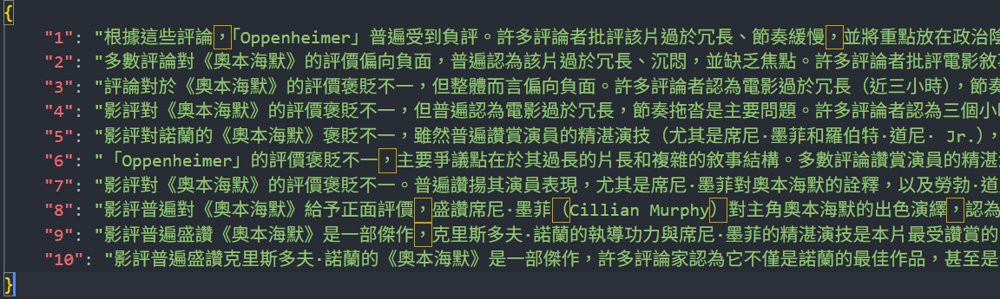 {
"1": "根據這些評論，「Oppenheimer」普遍受到負評。許多評論者批評該片過於冗長、節奏緩慢，並將重點放在政治
"2": "多數評論對《奧本海默》的評價偏向負面，普遍認為該片過於冗長、沉悶，並缺乏焦點。許多評論者批評電影敘
"3": "評論對於《奧本海默》的評價褒貶不一，但整體而言偏向負面。許多評論者認為電影過於冗長（近三小時），節奏
"4": "影評對《奧本海默》的評價褒貶不一，但普遍認為電影過於冗長，節奏拖沓是主要問題。許多評論者認為三個小
"5": "影評對諾蘭的《奧本海默》褒貶不一，雖然普遍讚賞演員的精湛演技（尤其是席尼·墨菲和羅伯特·道尼· Jr.），
"6": "「Oppenheimer」的評價褒貶不一，主要爭議點在於其過長的片長和複雜的敘事結構。多數評論讚賞演員的精湛
"7": "影評對《奧本海默》的評價褒貶不一。普遍讚揚其演員表現，尤其是席尼·墨菲對奧本海默的詮釋，以及勞勃·道
"8": "影評普遍對《奧本海默》給予正面評價，盛讚席尼·墨菲（Cillian Murphy）對主角奧本海默的出色演繹，認為
"9": "影評普遍盛讚《奧本海默》是一部傑作，克里斯多夫·諾蘭的執導功力與席尼·墨菲的精湛演技是本片最受讚賞的
"10": "影評普遍盛讚克里斯多夫·諾蘭的《奧本海默》是一部傑作，許多評論家認為它不僅是諾蘭的最佳作品，甚至是
}